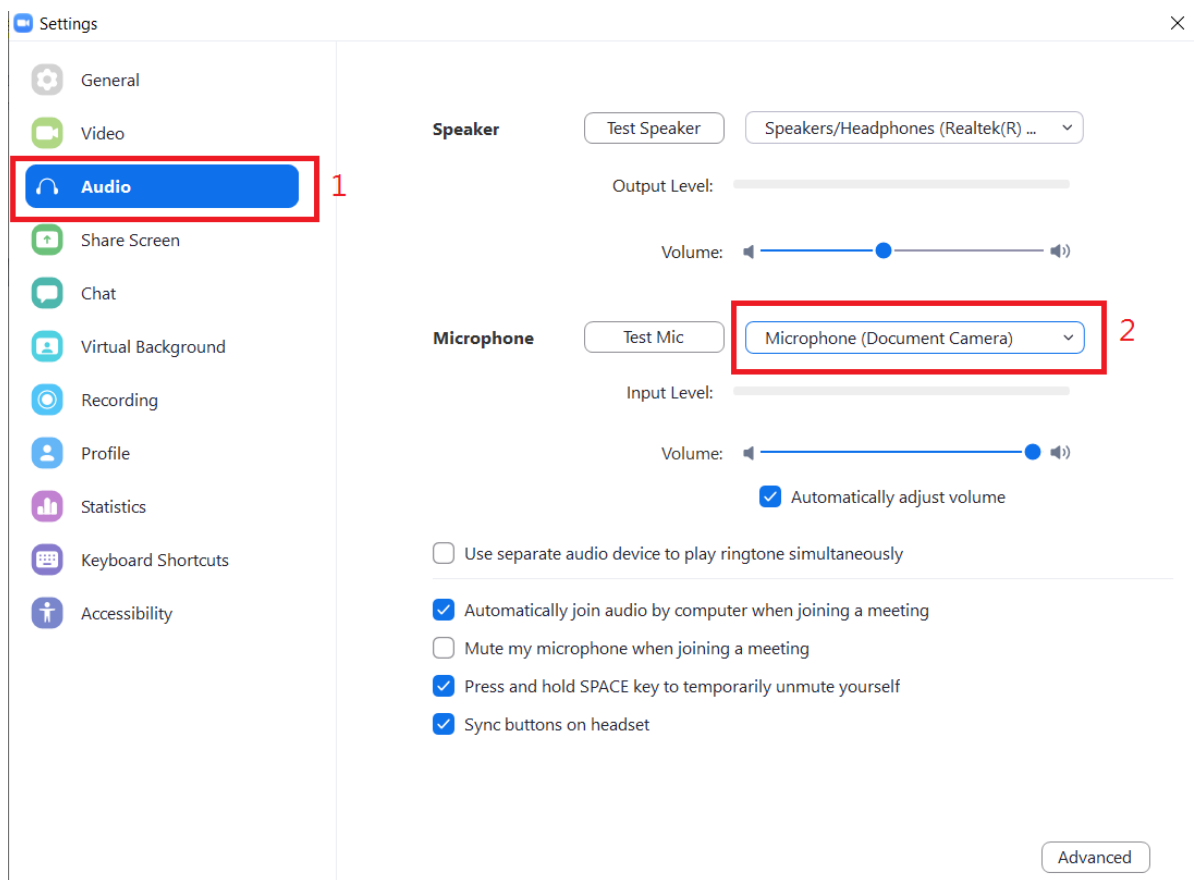 Settings
General
Video
Audio
1
Share Screen
Chat
Virtual Background
Recording
Profile
Statistics
Keyboard Shortcuts
Accessibility
Speaker
Test Speaker
Speakers/Headphones (Realtek(R) ...
Output Level:
Volume:
Microphone
Test Mic
Microphone (Document Camera)
2
Input Level:
Volume:
Automatically adjust volume
Use separate audio device to play ringtone simultaneously
Automatically join audio by computer when joining a meeting
Mute my microphone when joining a meeting
Press and hold SPACE key to temporarily unmute yourself
Sync buttons on headset
Advanced